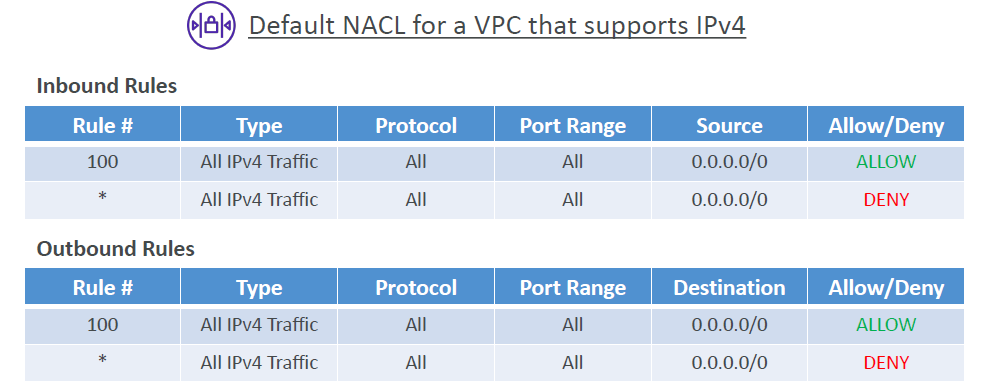 Default NACL for a VPC that supports IPv4
Inbound Rules
Rule # Type Protocol Port Range Source Allow/Deny
100 All IPv4 Traffic All All 0.0.0.0/0 ALLOW
* All IPv4 Traffic All All 0.0.0.0/0 DENY
Outbound Rules
Rule # Type Protocol Port Range Destination Allow/Deny
100 All IPv4 Traffic All All 0.0.0.0/0 ALLOW
* All IPv4 Traffic All All 0.0.0.0/0 DENY